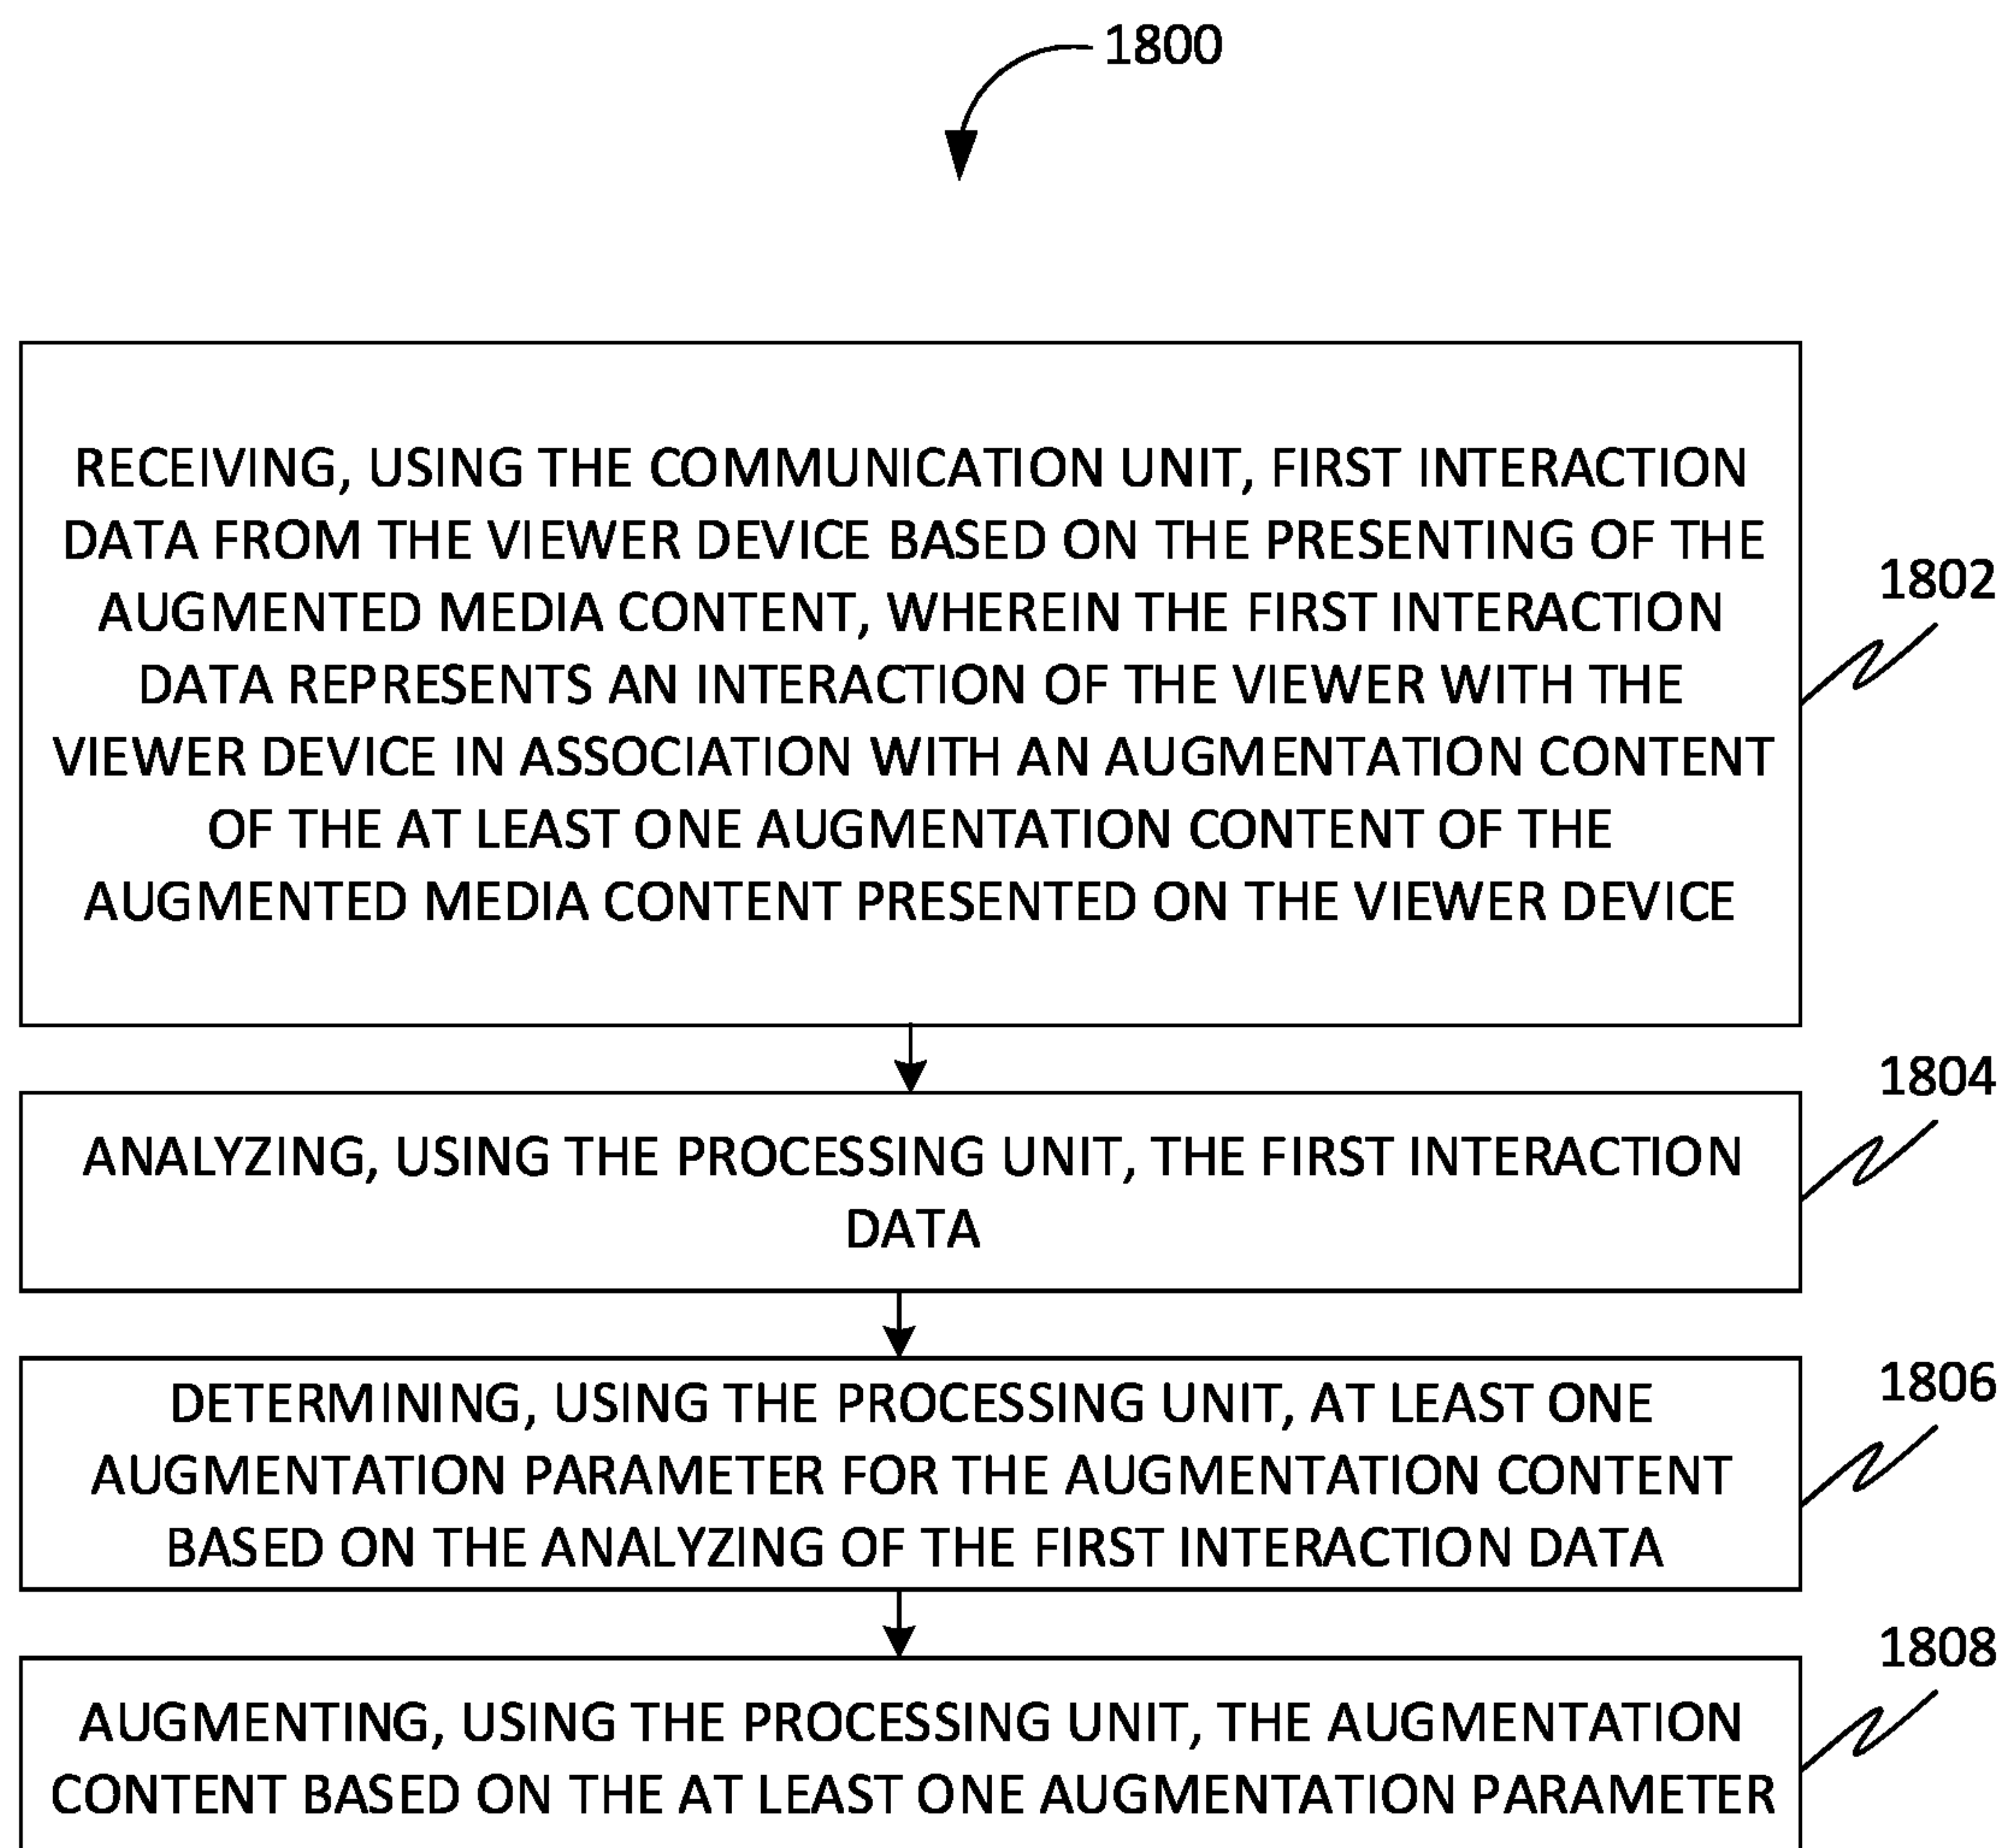 1800
RECEIVING, USING THE COMMUNICATION UNIT, FIRST INTERACTION
DATA FROM THE VIEWER DEVICE BASED ON THE PRESENTING OF THE
AUGMENTED MEDIA CONTENT, WHEREIN THE FIRST INTERACTION
DATA REPRESENTS AN INTERACTION OF THE VIEWER WITH THE
VIEWER DEVICE IN ASSOCIATION WITH AN AUGMENTATION CONTENT
OF THE AT LEAST ONE AUGMENTATION CONTENT OF THE
AUGMENTED MEDIA CONTENT PRESENTED ON THE VIEWER DEVICE
1802
ANALYZING, USING THE PROCESSING UNIT, THE FIRST INTERACTION
DATA
1804
DETERMINING, USING THE PROCESSING UNIT, AT LEAST ONE
AUGMENTATION PARAMETER FOR THE AUGMENTATION CONTENT
BASED ON THE ANALYZING OF THE FIRST INTERACTION DATA
1806
AUGMENTING, USING THE PROCESSING UNIT, THE AUGMENTATION
CONTENT BASED ON THE AT LEAST ONE AUGMENTATION PARAMETER
1808